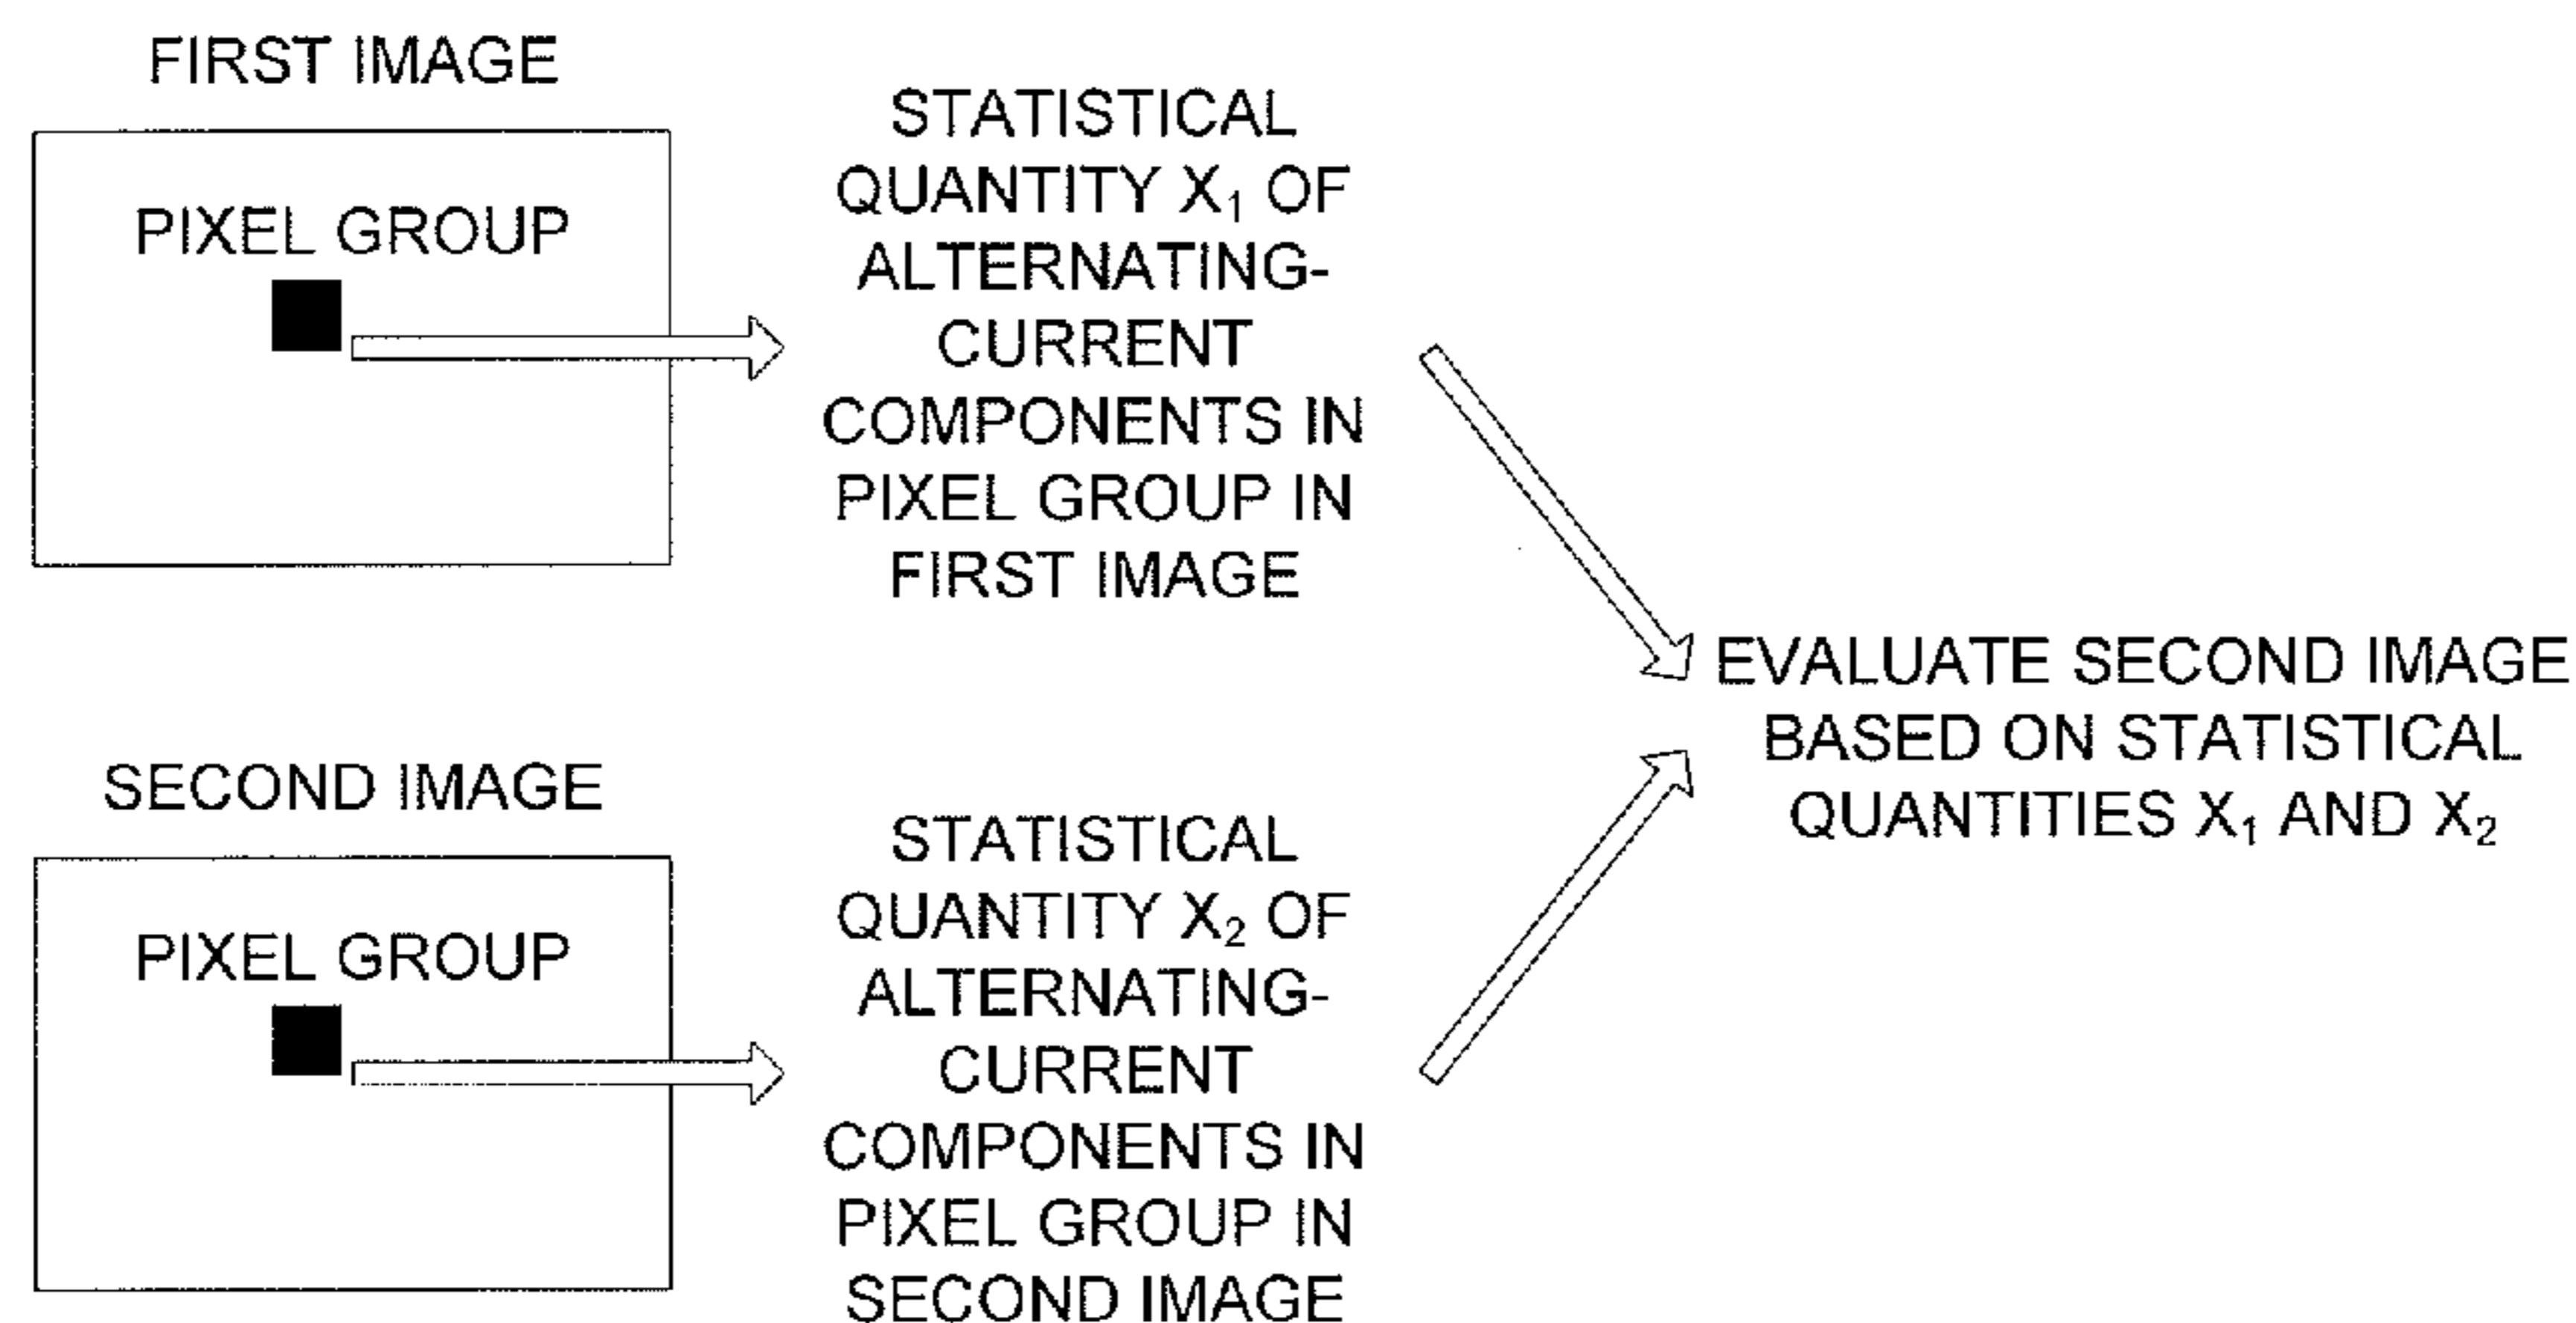 FIRST IMAGE
PIXEL GROUP
STATISTICAL
QUANTITY X₁ OF
ALTERNATING-
CURRENT
COMPONENTS IN
PIXEL GROUP IN
FIRST IMAGE
SECOND IMAGE
PIXEL GROUP
STATISTICAL
QUANTITY X₂ OF
ALTERNATING-
CURRENT
COMPONENTS IN
PIXEL GROUP IN
SECOND IMAGE
EVALUATE SECOND IMAGE
BASED ON STATISTICAL
QUANTITIES X₁ AND X₂